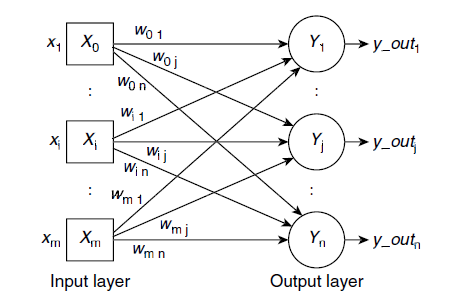 x1 X0 w0 1 Y1 y_out1
w0 j
w0 n
:
:
wi 1
xi Xi wi j Yj y_outj
wi n
:
:
wm 1
wm j
xm Xm wm n Yn y_outn
Input layer Output layer